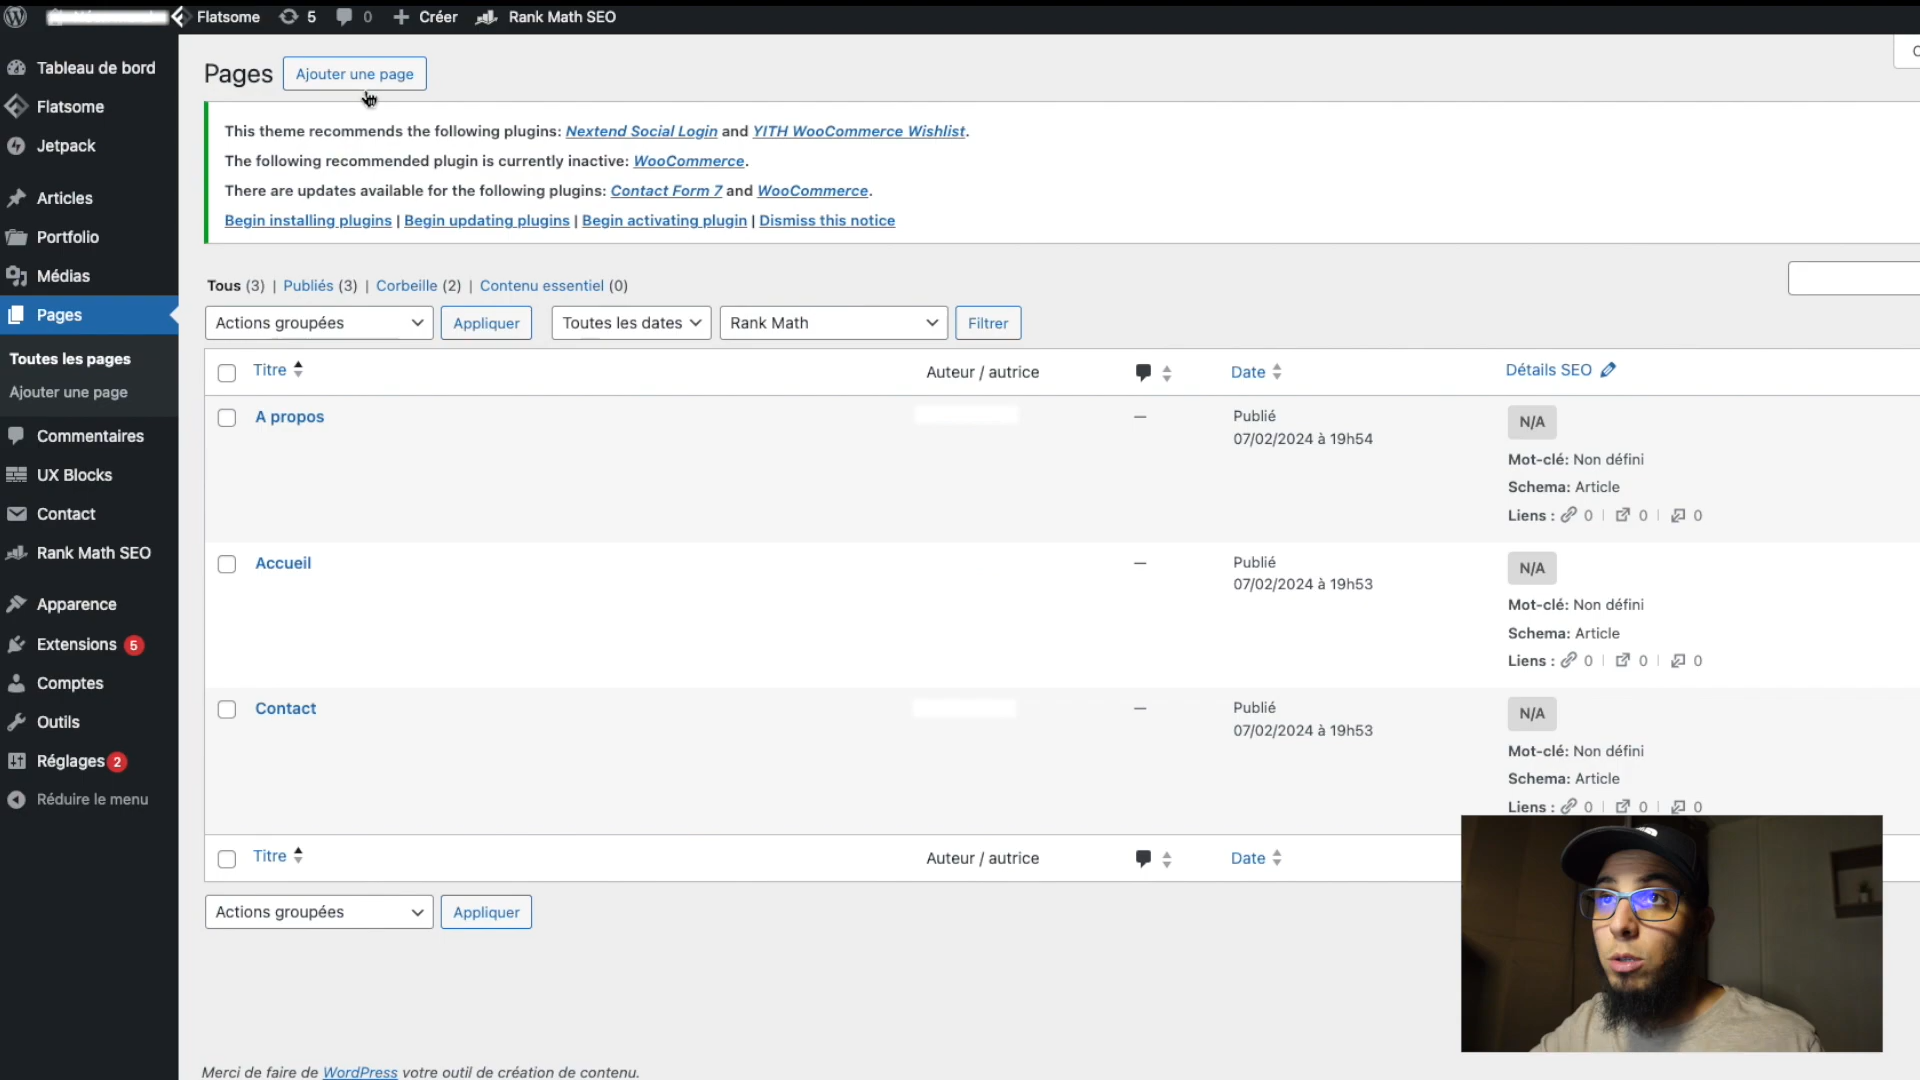 Flatsome 5 0 Créer Rank Math SEO
Tableau de bord
Flatsome
Jetpack
Articles
Portfolio
Médias
Pages
Toutes les pages
Ajouter une page
Commentaires
UX Blocks
Contact
Rank Math SEO
Apparence
Extensions 5
Comptes
Outils
Réglages 2
Réduire le menu
Pages Ajouter une page
This theme recommends the following plugins: Nextend Social Login and YITH WooCommerce Wishlist.
The following recommended plugin is currently inactive: WooCommerce.
There are updates available for the following plugins: Contact Form 7 and WooCommerce.
Begin installing plugins | Begin updating plugins | Begin activating plugin | Dismiss this notice
Tous (3) | Publiés (3) | Corbeille (2) | Contenu essentiel (0)
Actions groupées Appliquer Toutes les dates Rank Math Filtrer
Titre Auteur / autrice Date Détails SEO
A propos — Publié N/A
07/02/2024 à 19h54
Mot-clé: Non défini
Schema: Article
Liens : 0 | 0 | 0
Accueil — Publié N/A
07/02/2024 à 19h53
Mot-clé: Non défini
Schema: Article
Liens : 0 | 0 | 0
Contact — Publié N/A
07/02/2024 à 19h53
Mot-clé: Non défini
Schema: Article
Liens : 0 | 0 | 0
Titre Auteur / autrice Date
Actions groupées Appliquer
Merci de faire de WordPress votre outil de création de contenu.